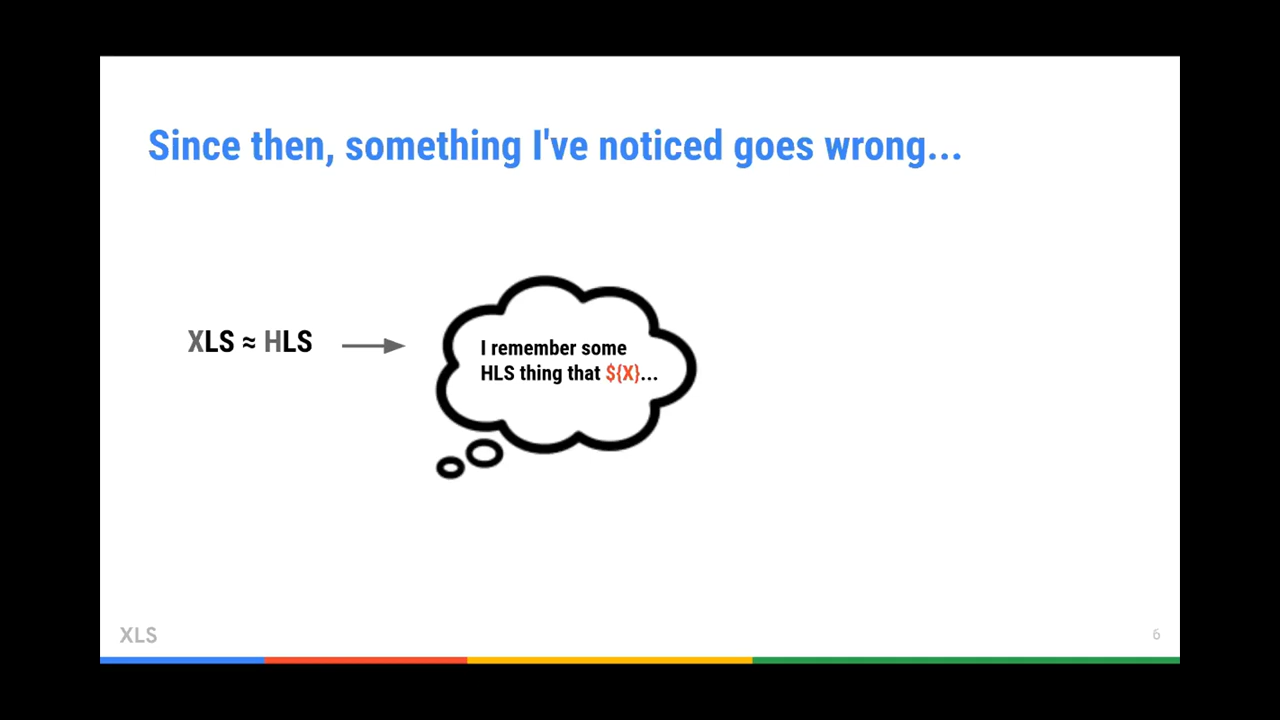 Since then, something I've noticed goes wrong...
XLS ≈ HLS
I remember some
HLS thing that ${X}...
XLS
6